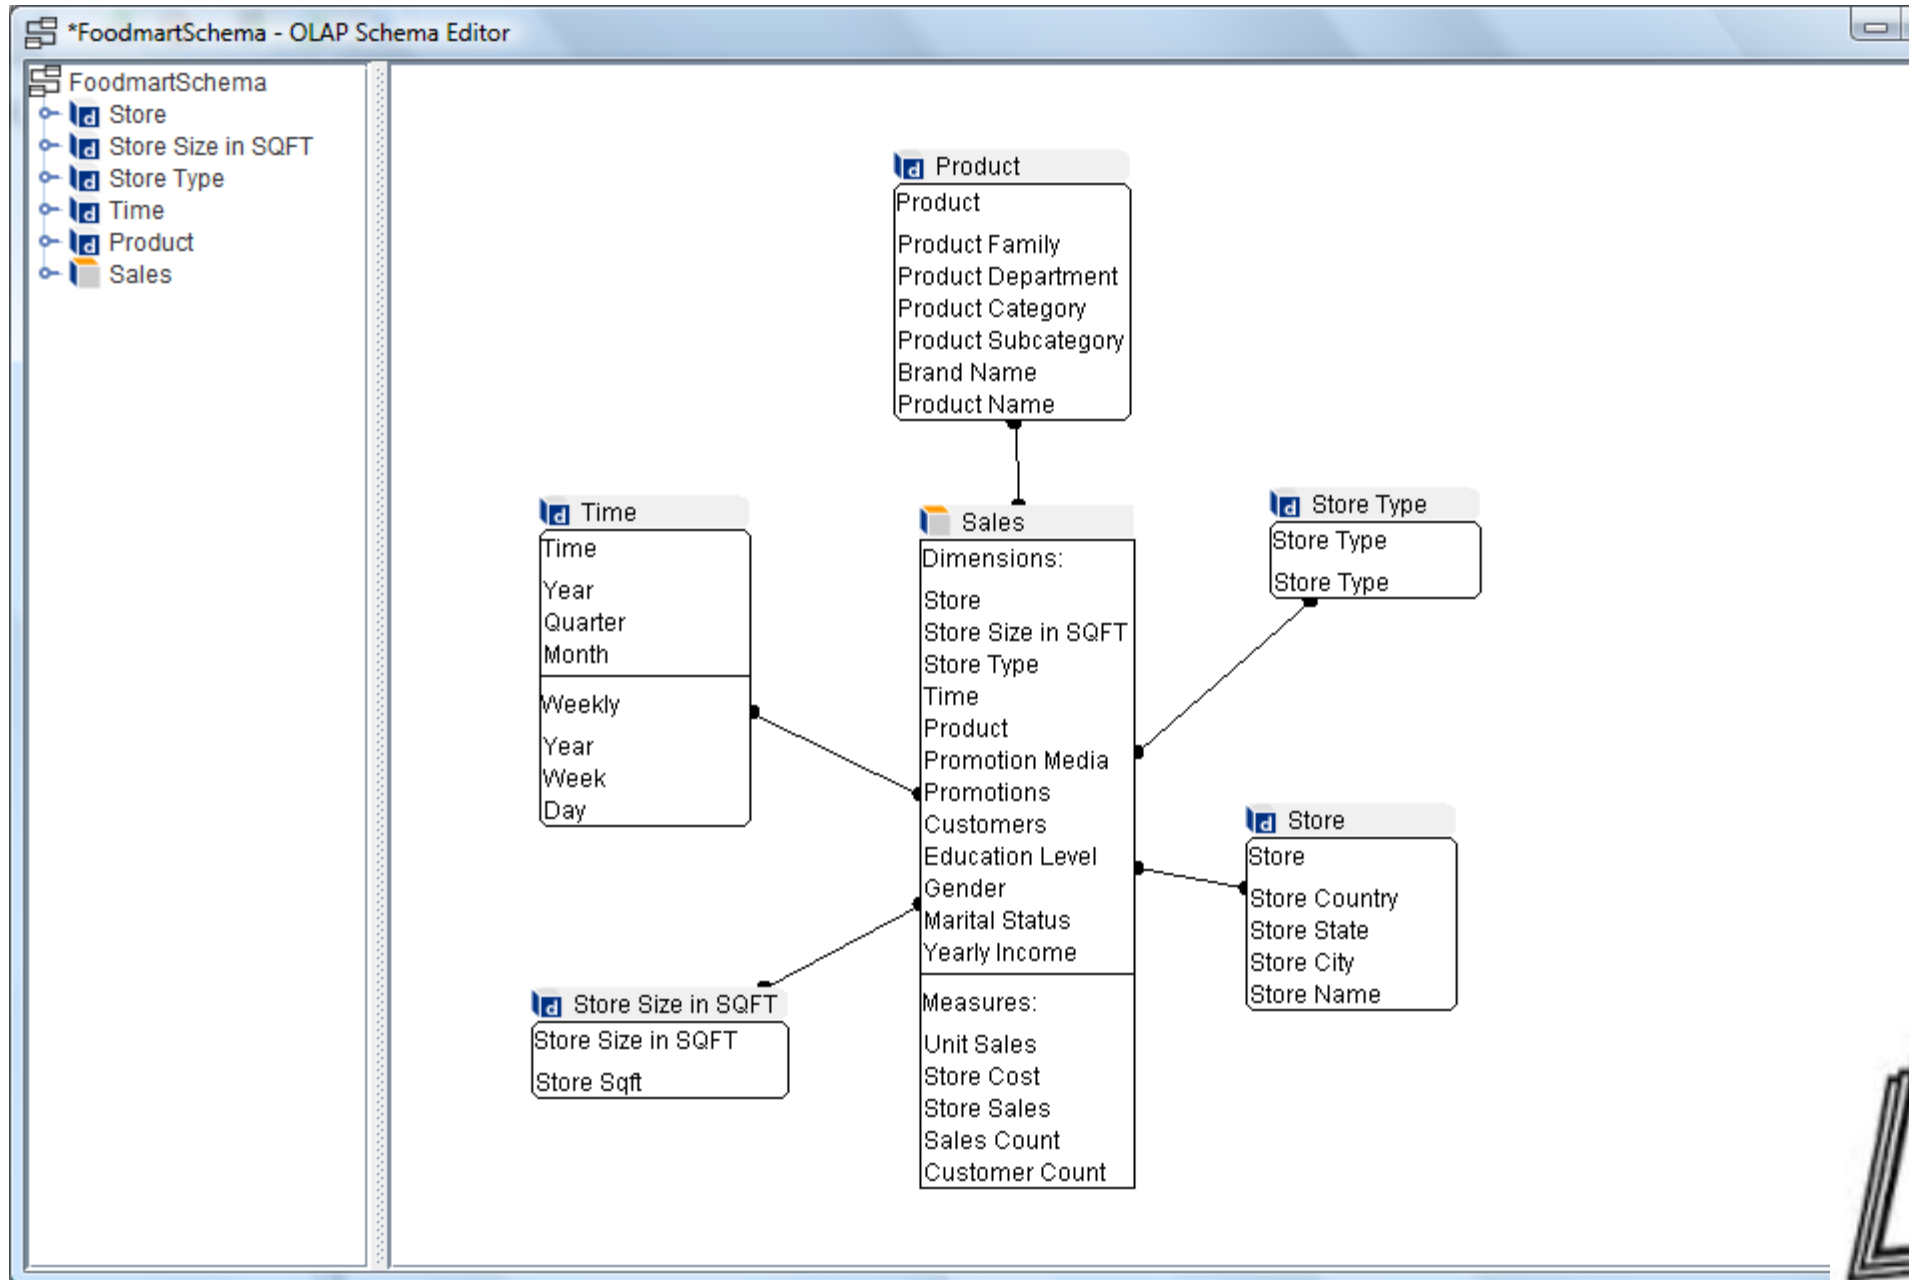 *FoodmartSchema - OLAP Schema Editor
FoodmartSchema
Store
Store Size in SQFT
Store Type
Time
Product
Sales
Product
Product
Product Family
Product Department
Product Category
Product Subcategory
Brand Name
Product Name
Time
Time
Year
Quarter
Month
Weekly
Year
Week
Day
Sales
Dimensions:
Store
Store Size in SQFT
Store Type
Time
Product
Promotion Media
Promotions
Customers
Education Level
Gender
Marital Status
Yearly Income
Measures:
Unit Sales
Store Cost
Store Sales
Sales Count
Customer Count
Store Type
Store Type
Store Type
Store
Store
Store Country
Store State
Store City
Store Name
Store Size in SQFT
Store Size in SQFT
Store Sqft